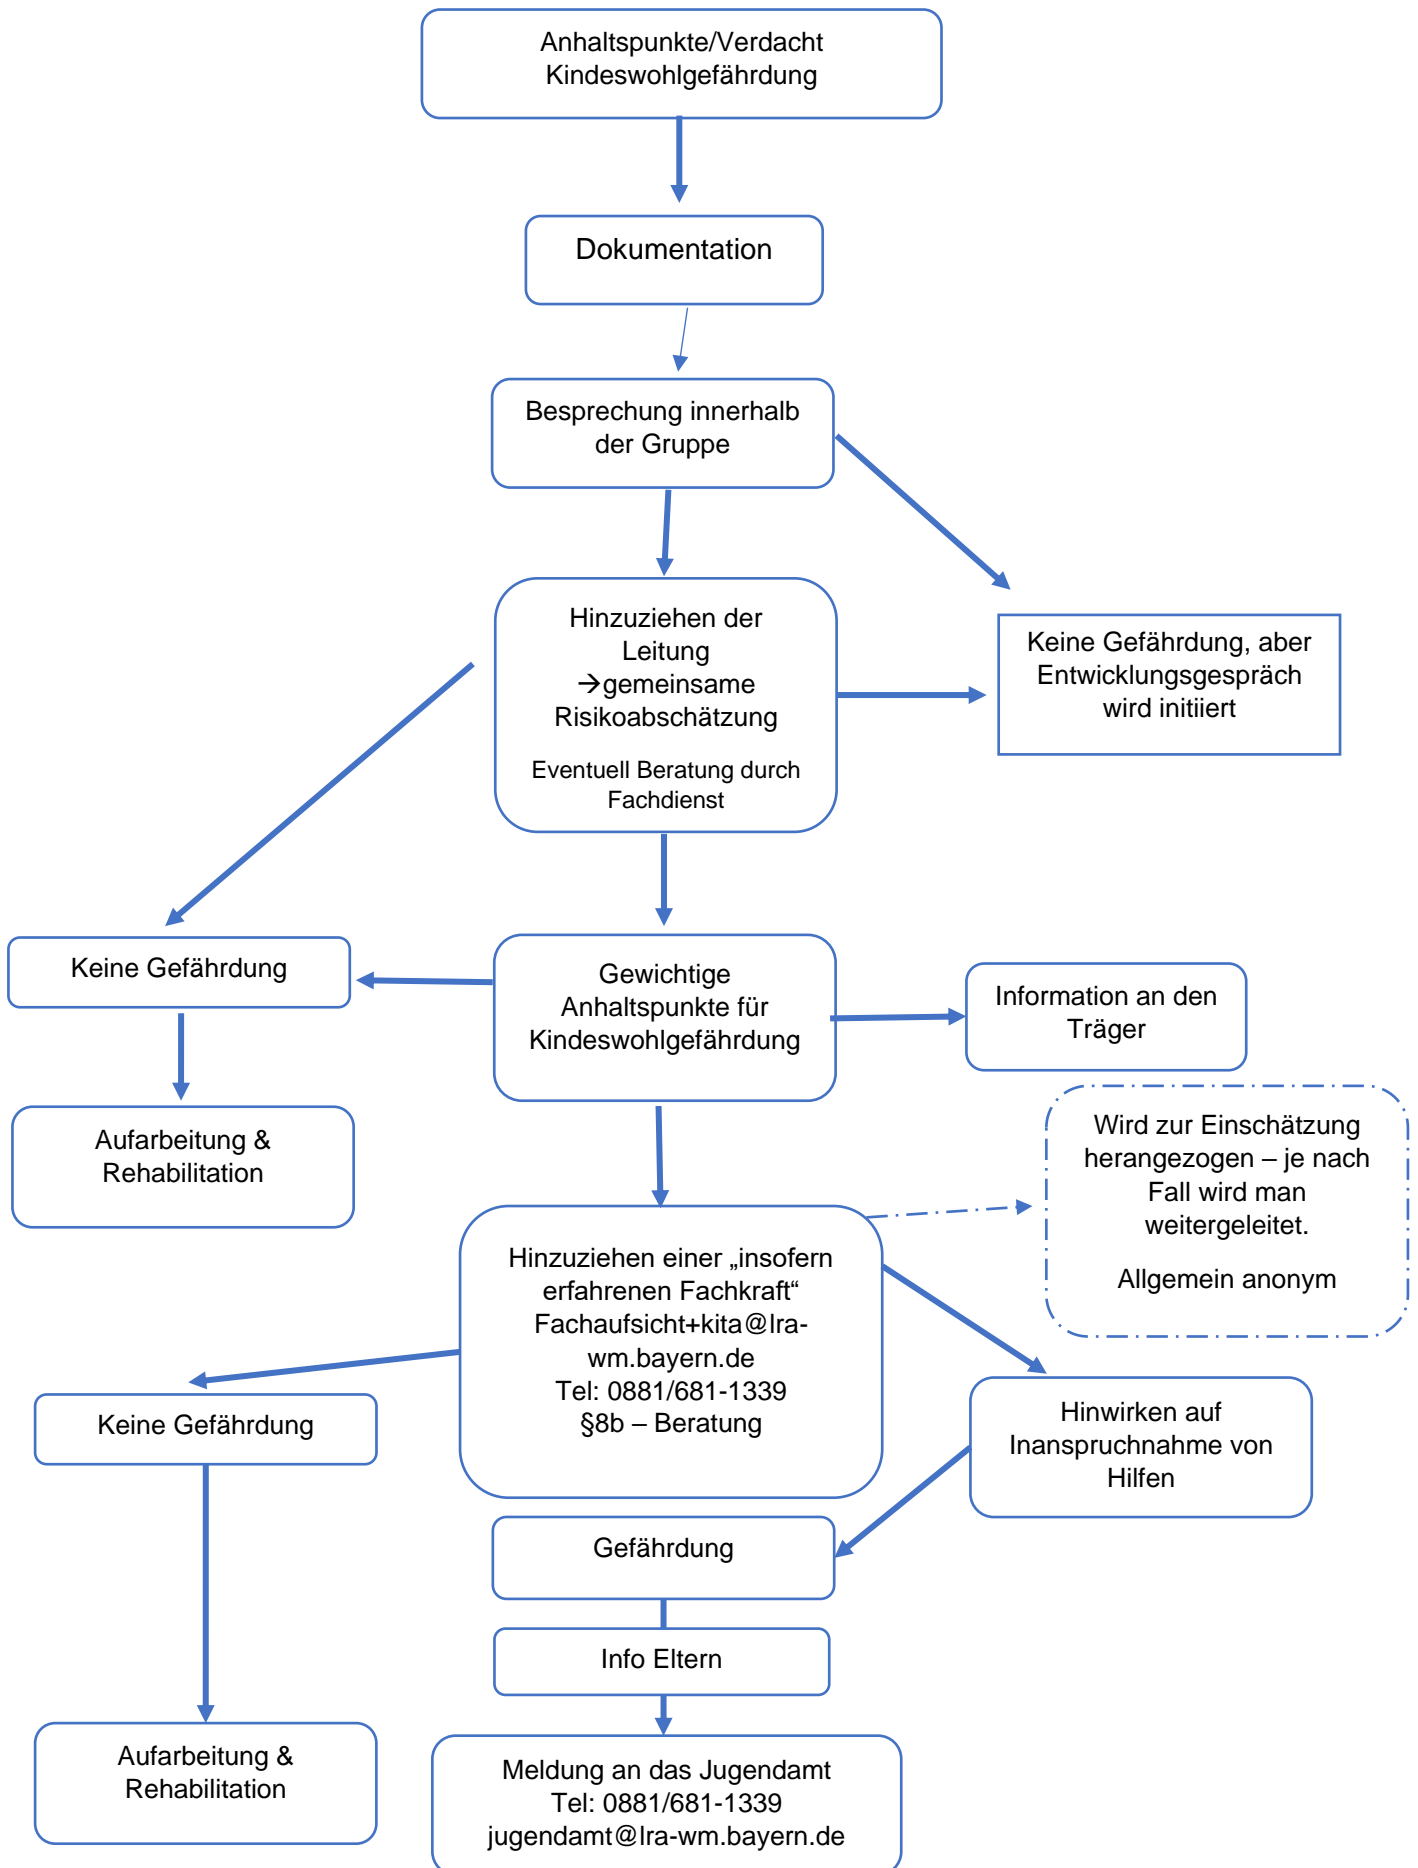 Anhaltspunkte/Verdacht
Kindeswohlgefährdung
Dokumentation
Besprechung innerhalb
der Gruppe
Hinzuziehen der
Leitung
→gemeinsame
Risikoabschätzung
Eventuell Beratung durch
Fachdienst
Keine Gefährdung, aber
Entwicklungsgespräch
wird initiiert
Keine Gefährdung
Gewichtige
Anhaltspunkte für
Kindeswohlgefährdung
Information an den
Träger
Aufarbeitung &
Rehabilitation
Wird zur Einschätzung
herangezogen – je nach
Fall wird man
weitergeleitet.
Allgemein anonym
Hinzuziehen einer „insofern
erfahrenen Fachkraft“
Fachaufsicht+kita@lra-
wm.bayern.de
Tel: 0881/681-1339
§8b – Beratung
Keine Gefährdung
Hinwirken auf
Inanspruchnahme von
Hilfen
Gefährdung
Info Eltern
Aufarbeitung &
Rehabilitation
Meldung an das Jugendamt
Tel: 0881/681-1339
jugendamt@lra-wm.bayern.de